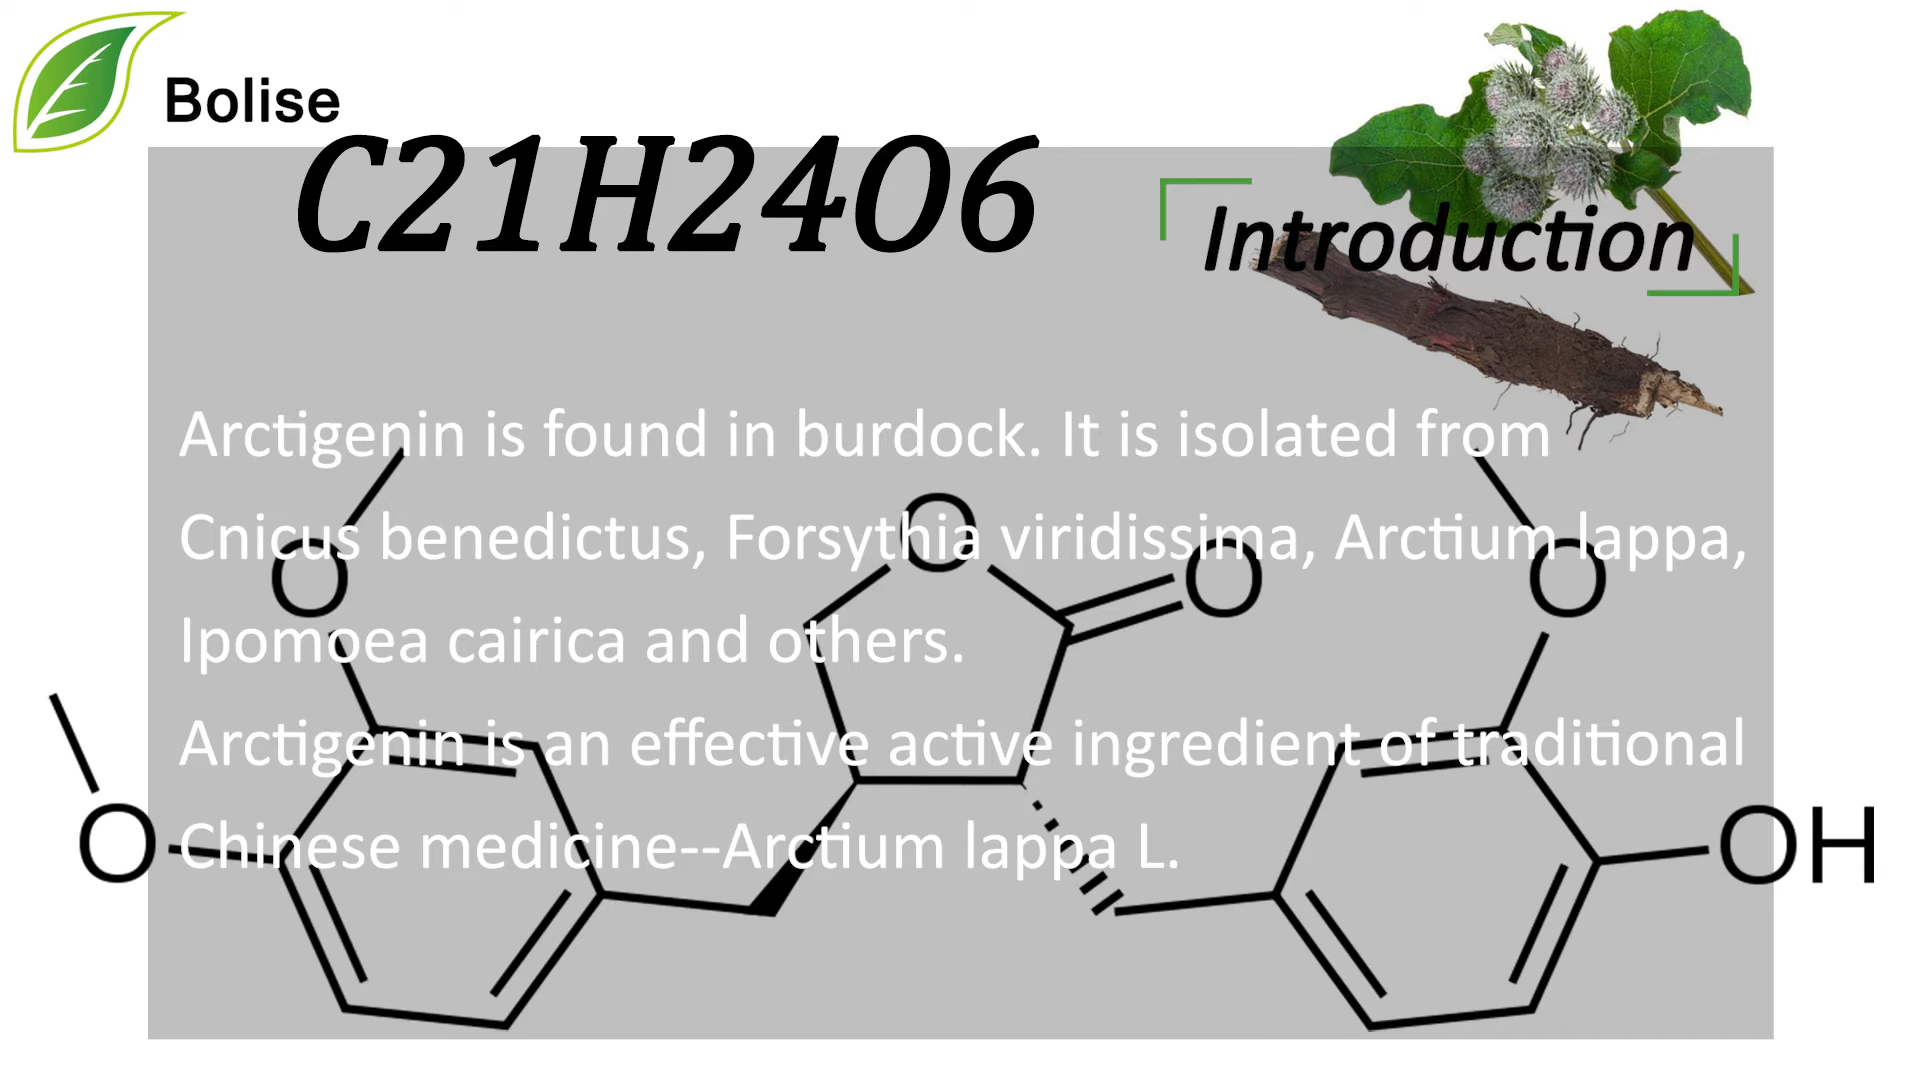 Bolise
C21H24O6
Introduction
Arctigenin is found in burdock. It is isolated from
Cnicus benedictus, Forsythia viridissima, Arctium lappa,
Ipomoea cairica and others.
Arctigenin is an effective active ingredient of traditional
Chinese medicine--Arctium lappa L.
O
O
O
O
O
OH